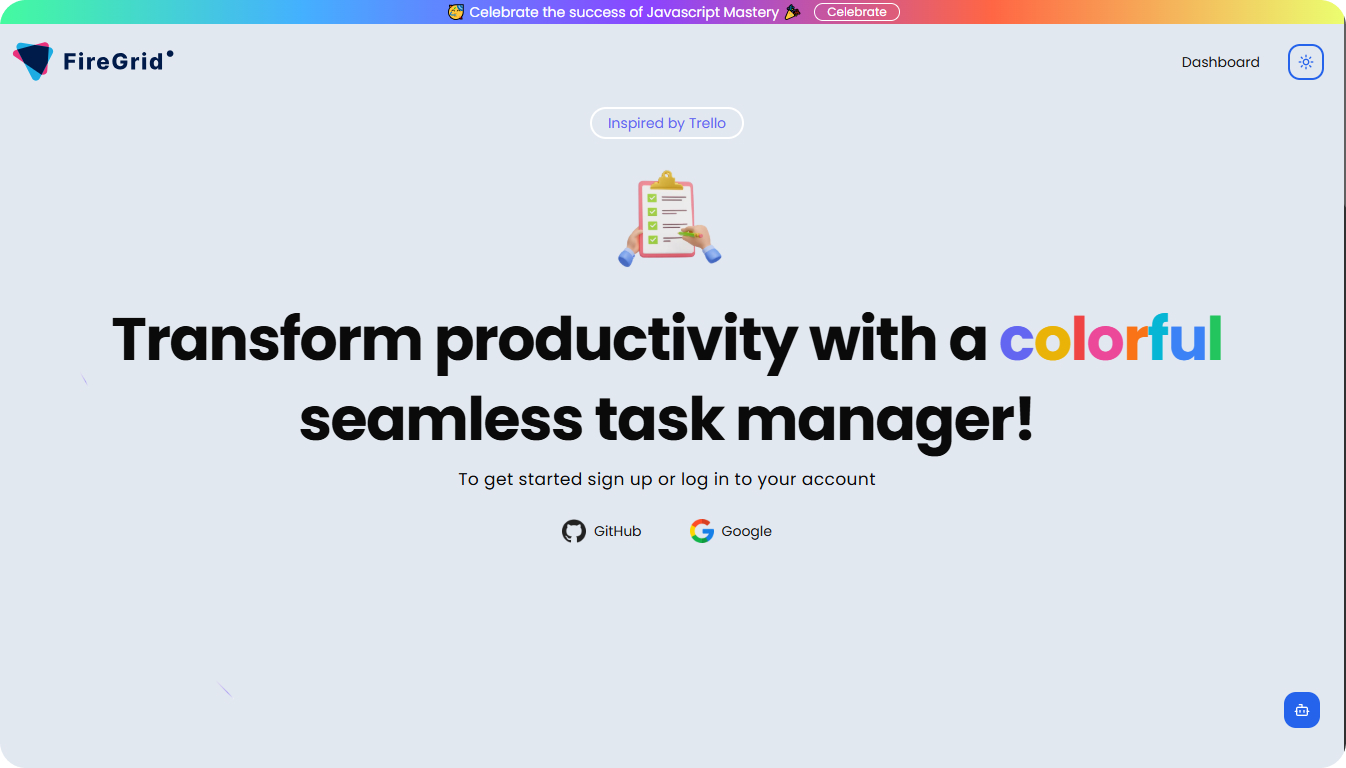 🥳 Celebrate the success of Javascript Mastery 🎉 Celebrate
FireGrid
Dashboard
Inspired by Trello
Transform productivity with a colorful
seamless task manager!
To get started sign up or log in to your account
GitHub Google